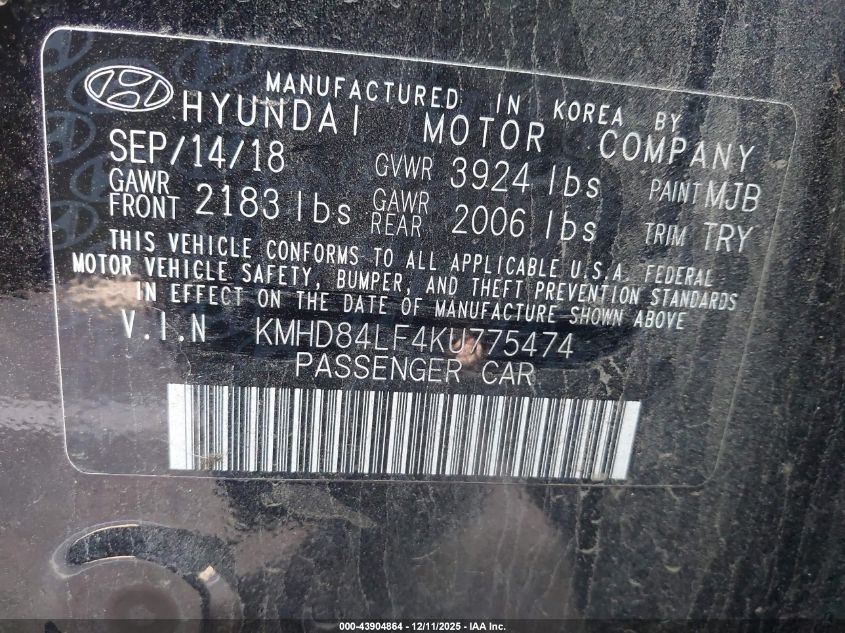 MANUFACTURED IN KOREA BY
HYUNDAI MOTOR COMPANY
SEP/14/18 GVWR 3924 lbs PAINT MJB
GAWR FRONT 2183 lbs GAWR REAR 2006 lbs TRIM TRY
THIS VEHICLE CONFORMS TO ALL APPLICABLE U.S.A. FEDERAL
MOTOR VEHICLE SAFETY, BUMPER, AND THEFT PREVENTION STANDARDS
IN EFFECT ON THE DATE OF MANUFACTURE SHOWN ABOVE
V.I.N KMHD84LF4KU775474
PASSENGER CAR
000-43904864 - 12/11/2025 - IAA Inc.